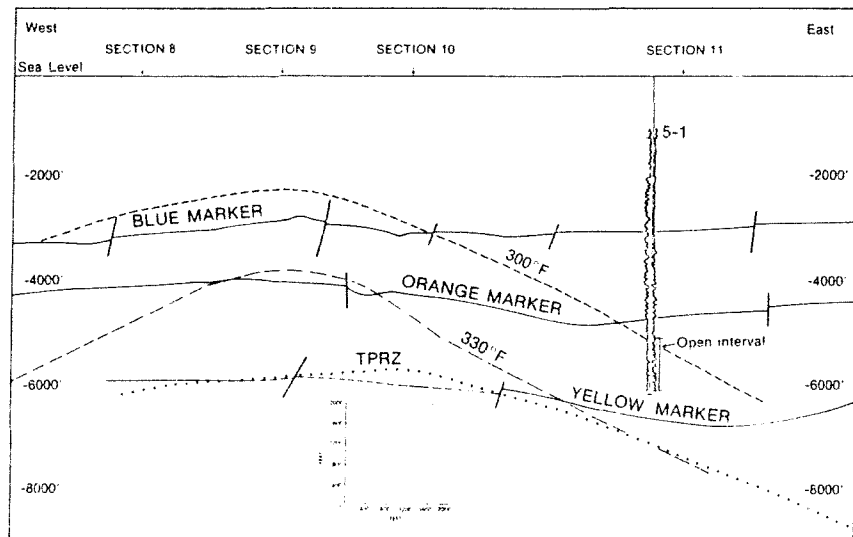 West
East
SECTION 8
SECTION 9
SECTION 10
SECTION 11
Sea Level
5-1
-2000'
-2000'
BLUE MARKER
300°F
-4000'
ORANGE MARKER
-4000'
330°F
Open interval
TPRZ
-6000'
-6000'
YELLOW MARKER
-8000'
-8000'